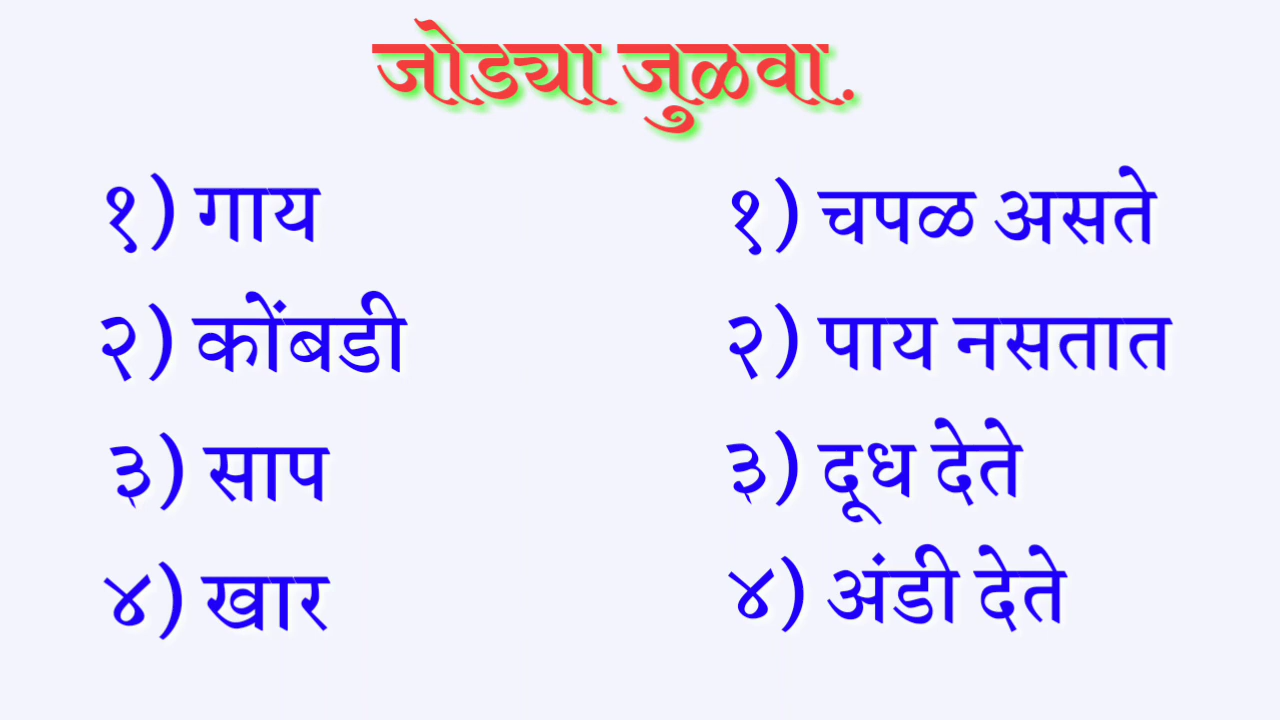 जोड्या जुळवा.
१) गाय १) चपळ असते
२) कोंबडी २) पाय नसतात
३) साप ३) दूध देते
४) खार ४) अंडी देते